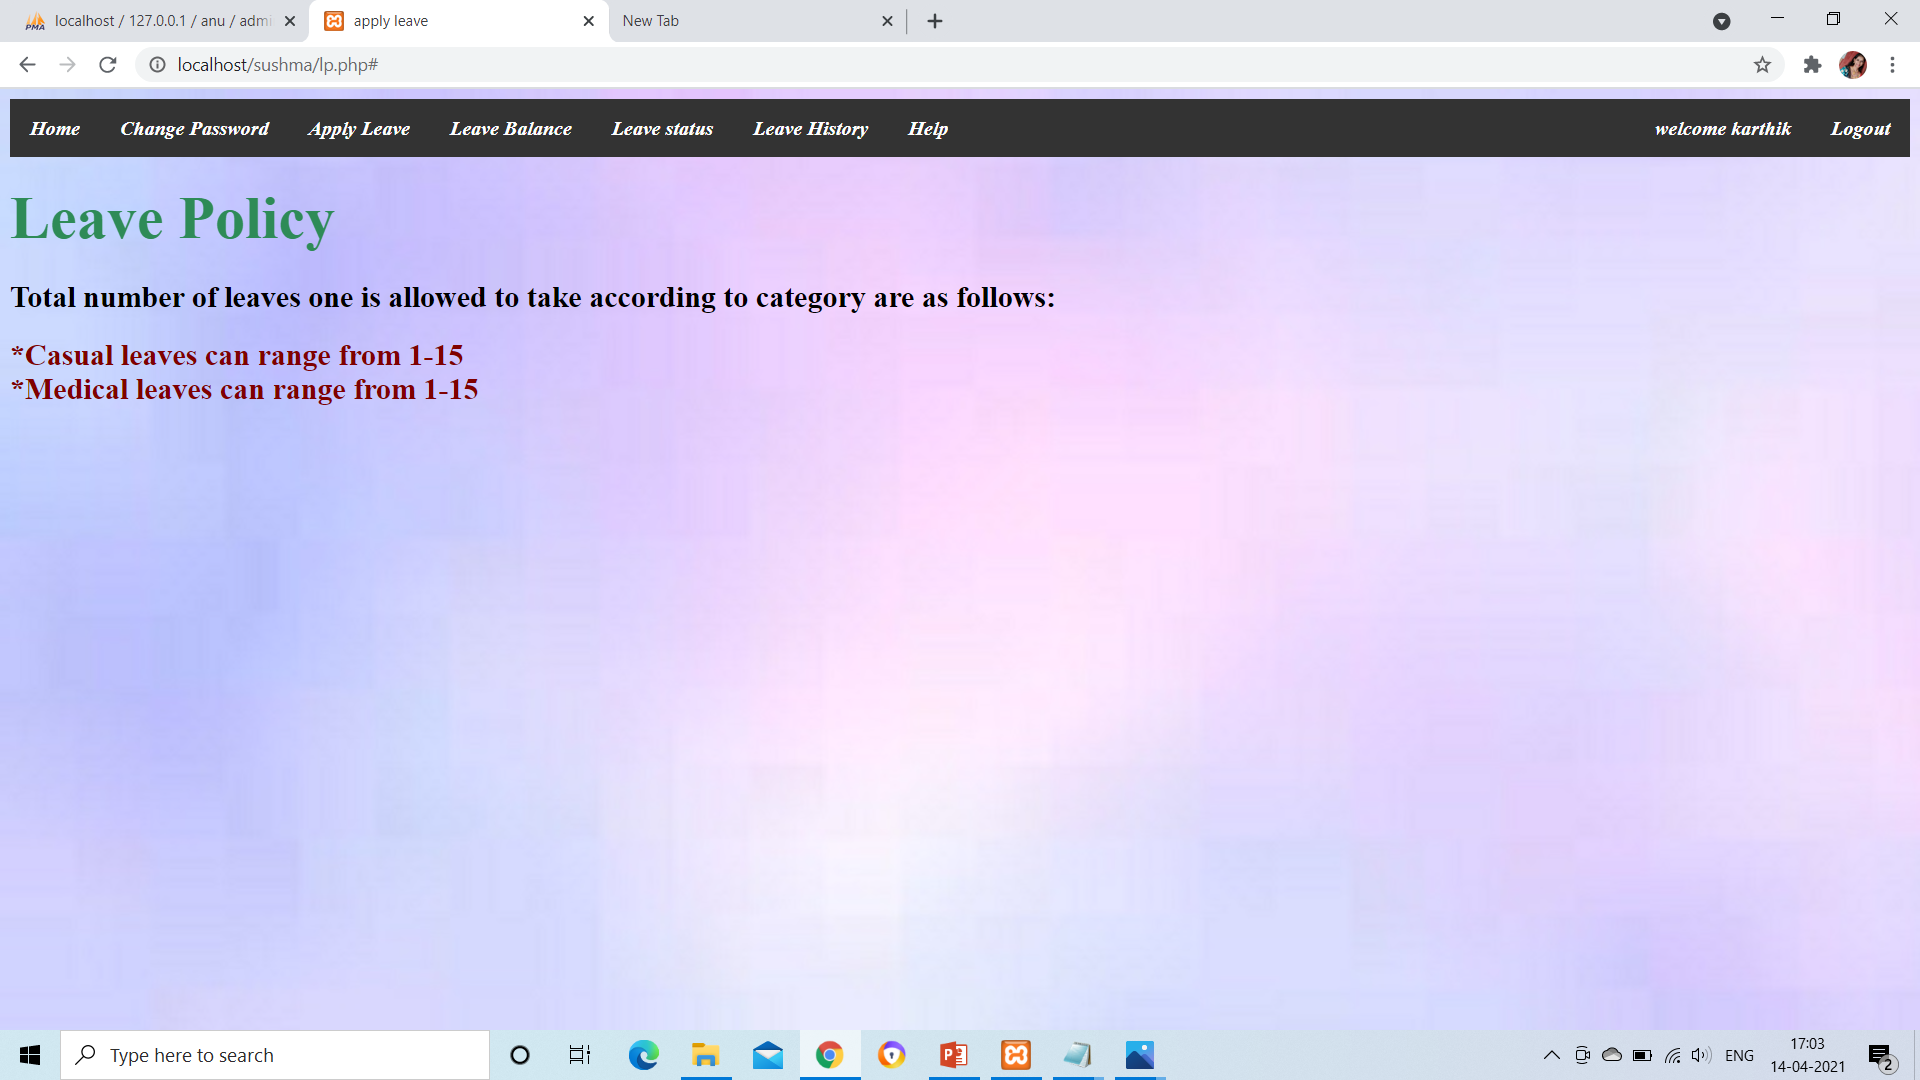 localhost / 127.0.0.1 / anu / admi
apply leave
New Tab
localhost/sushma/lp.php#
Home Change Password Apply Leave Leave Balance Leave status Leave History Help welcome karthik Logout
Leave Policy
Total number of leaves one is allowed to take according to category are as follows:
*Casual leaves can range from 1-15
*Medical leaves can range from 1-15
Type here to search
ENG
17:03
14-04-2021
2